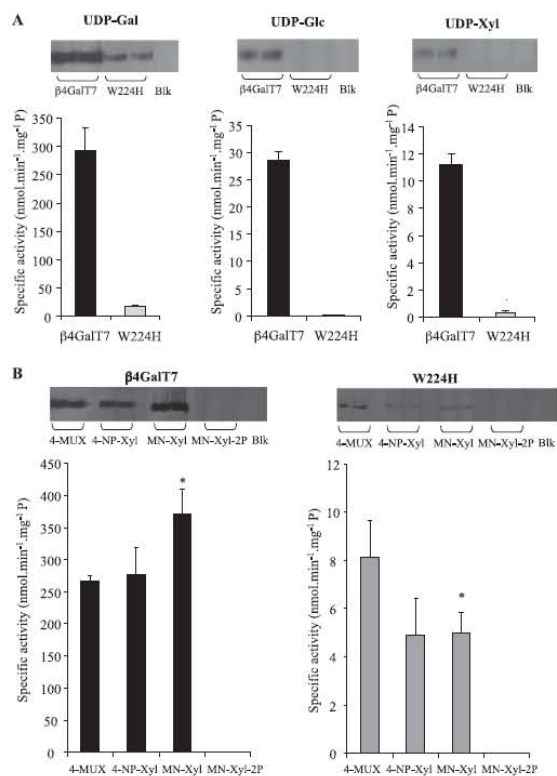 A
UDP-Gal UDP-Glc UDP-Xyl
β4GalT7 W224H Blk β4GalT7 W224H Blk β4GalT7 W224H Blk
Specific activity (nmol.min⁻¹.mg⁻¹ P)
350
300
250
200
150
100
50
0
β4GalT7 W224H
Specific activity (nmol.min⁻¹.mg⁻¹ P)
35
30
25
20
15
10
5
0
β4GalT7 W224H
Specific activity (nmol.min⁻¹.mg⁻¹ P)
14
12
10
8
6
4
2
0
β4GalT7 W224H
B
β4GalT7
4-MUX 4-NP-Xyl MN-Xyl MN-Xyl-2P Blk
Specific activity (nmol.min⁻¹.mg⁻¹ P)
450
400
350
300
250
200
150
100
50
0
*
4-MUX 4-NP-Xyl MN-Xyl MN-Xyl-2P
W224H
4-MUX 4-NP-Xyl MN-Xyl MN-Xyl-2P Blk
Specific activity (nmol.min⁻¹.mg⁻¹ P)
12
10
8
6
4
2
0
*
4-MUX 4-NP-Xyl MN-Xyl MN-Xyl-2P